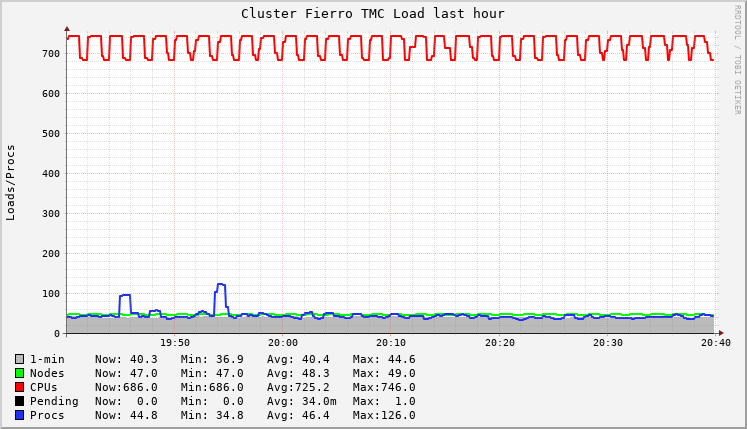 Cluster Fierro TMC Load last hour
RRDTOOL / TOBI OETIKER
Loads/Procs
700
600
500
400
300
200
100
0
19:50 20:00 20:10 20:20 20:30 20:40
1-min Now: 40.3 Min: 36.9 Avg: 40.4 Max: 44.6
Nodes Now: 47.0 Min: 47.0 Avg: 48.3 Max: 49.0
CPUs Now:686.0 Min:686.0 Avg:725.2 Max:746.0
Pending Now: 0.0 Min: 0.0 Avg: 34.0m Max: 1.0
Procs Now: 44.8 Min: 34.8 Avg: 46.4 Max:126.0